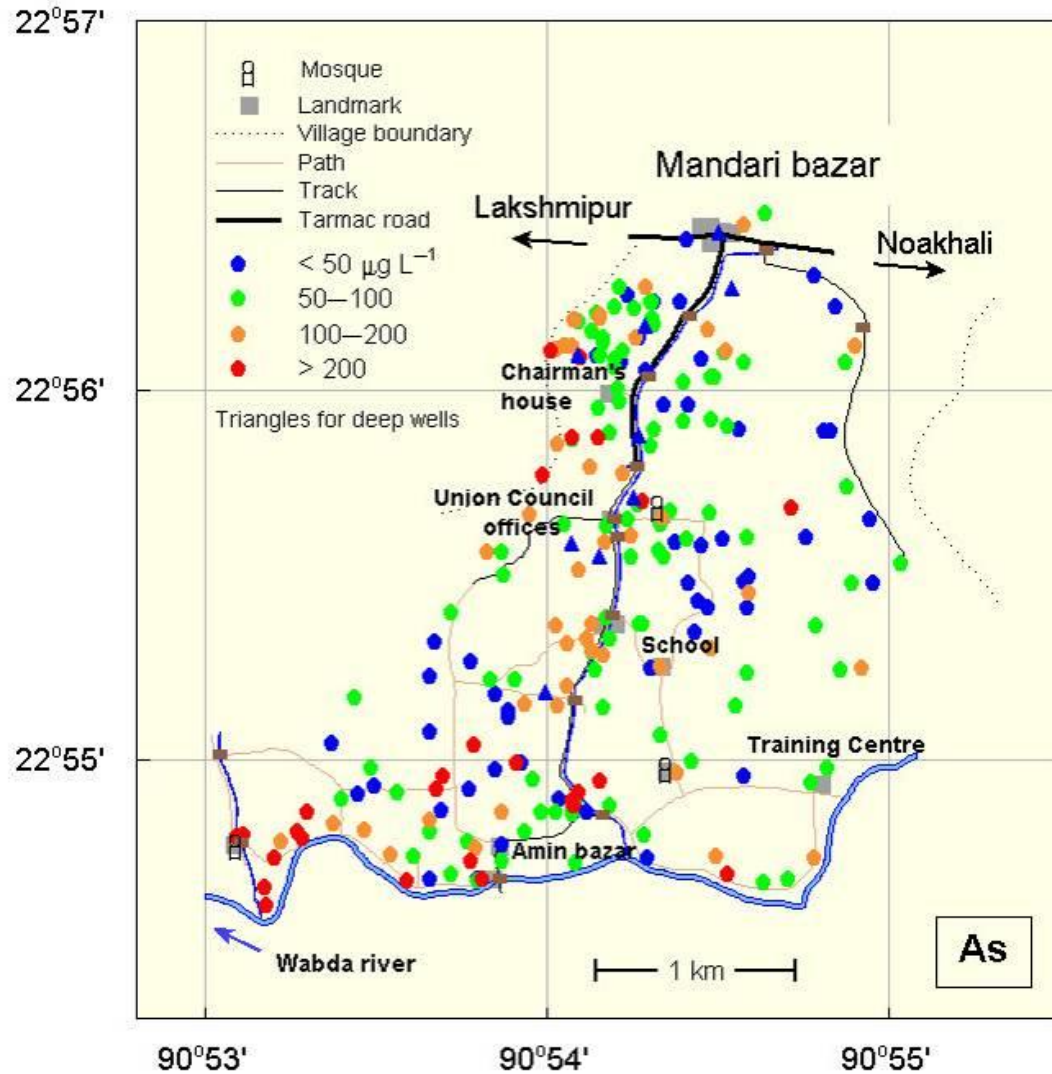 22°57'
Mosque
Landmark
Village boundary
Path
Track
Tarmac road
< 50 µg L⁻¹
50—100
100—200
> 200
Triangles for deep wells
Mandari bazar
Lakshmipur
Noakhali
22°56'
Chairman's
house
Union Council
offices
School
22°55'
Training Centre
Amin bazar
Wabda river
1 km
As
90°53'
90°54'
90°55'